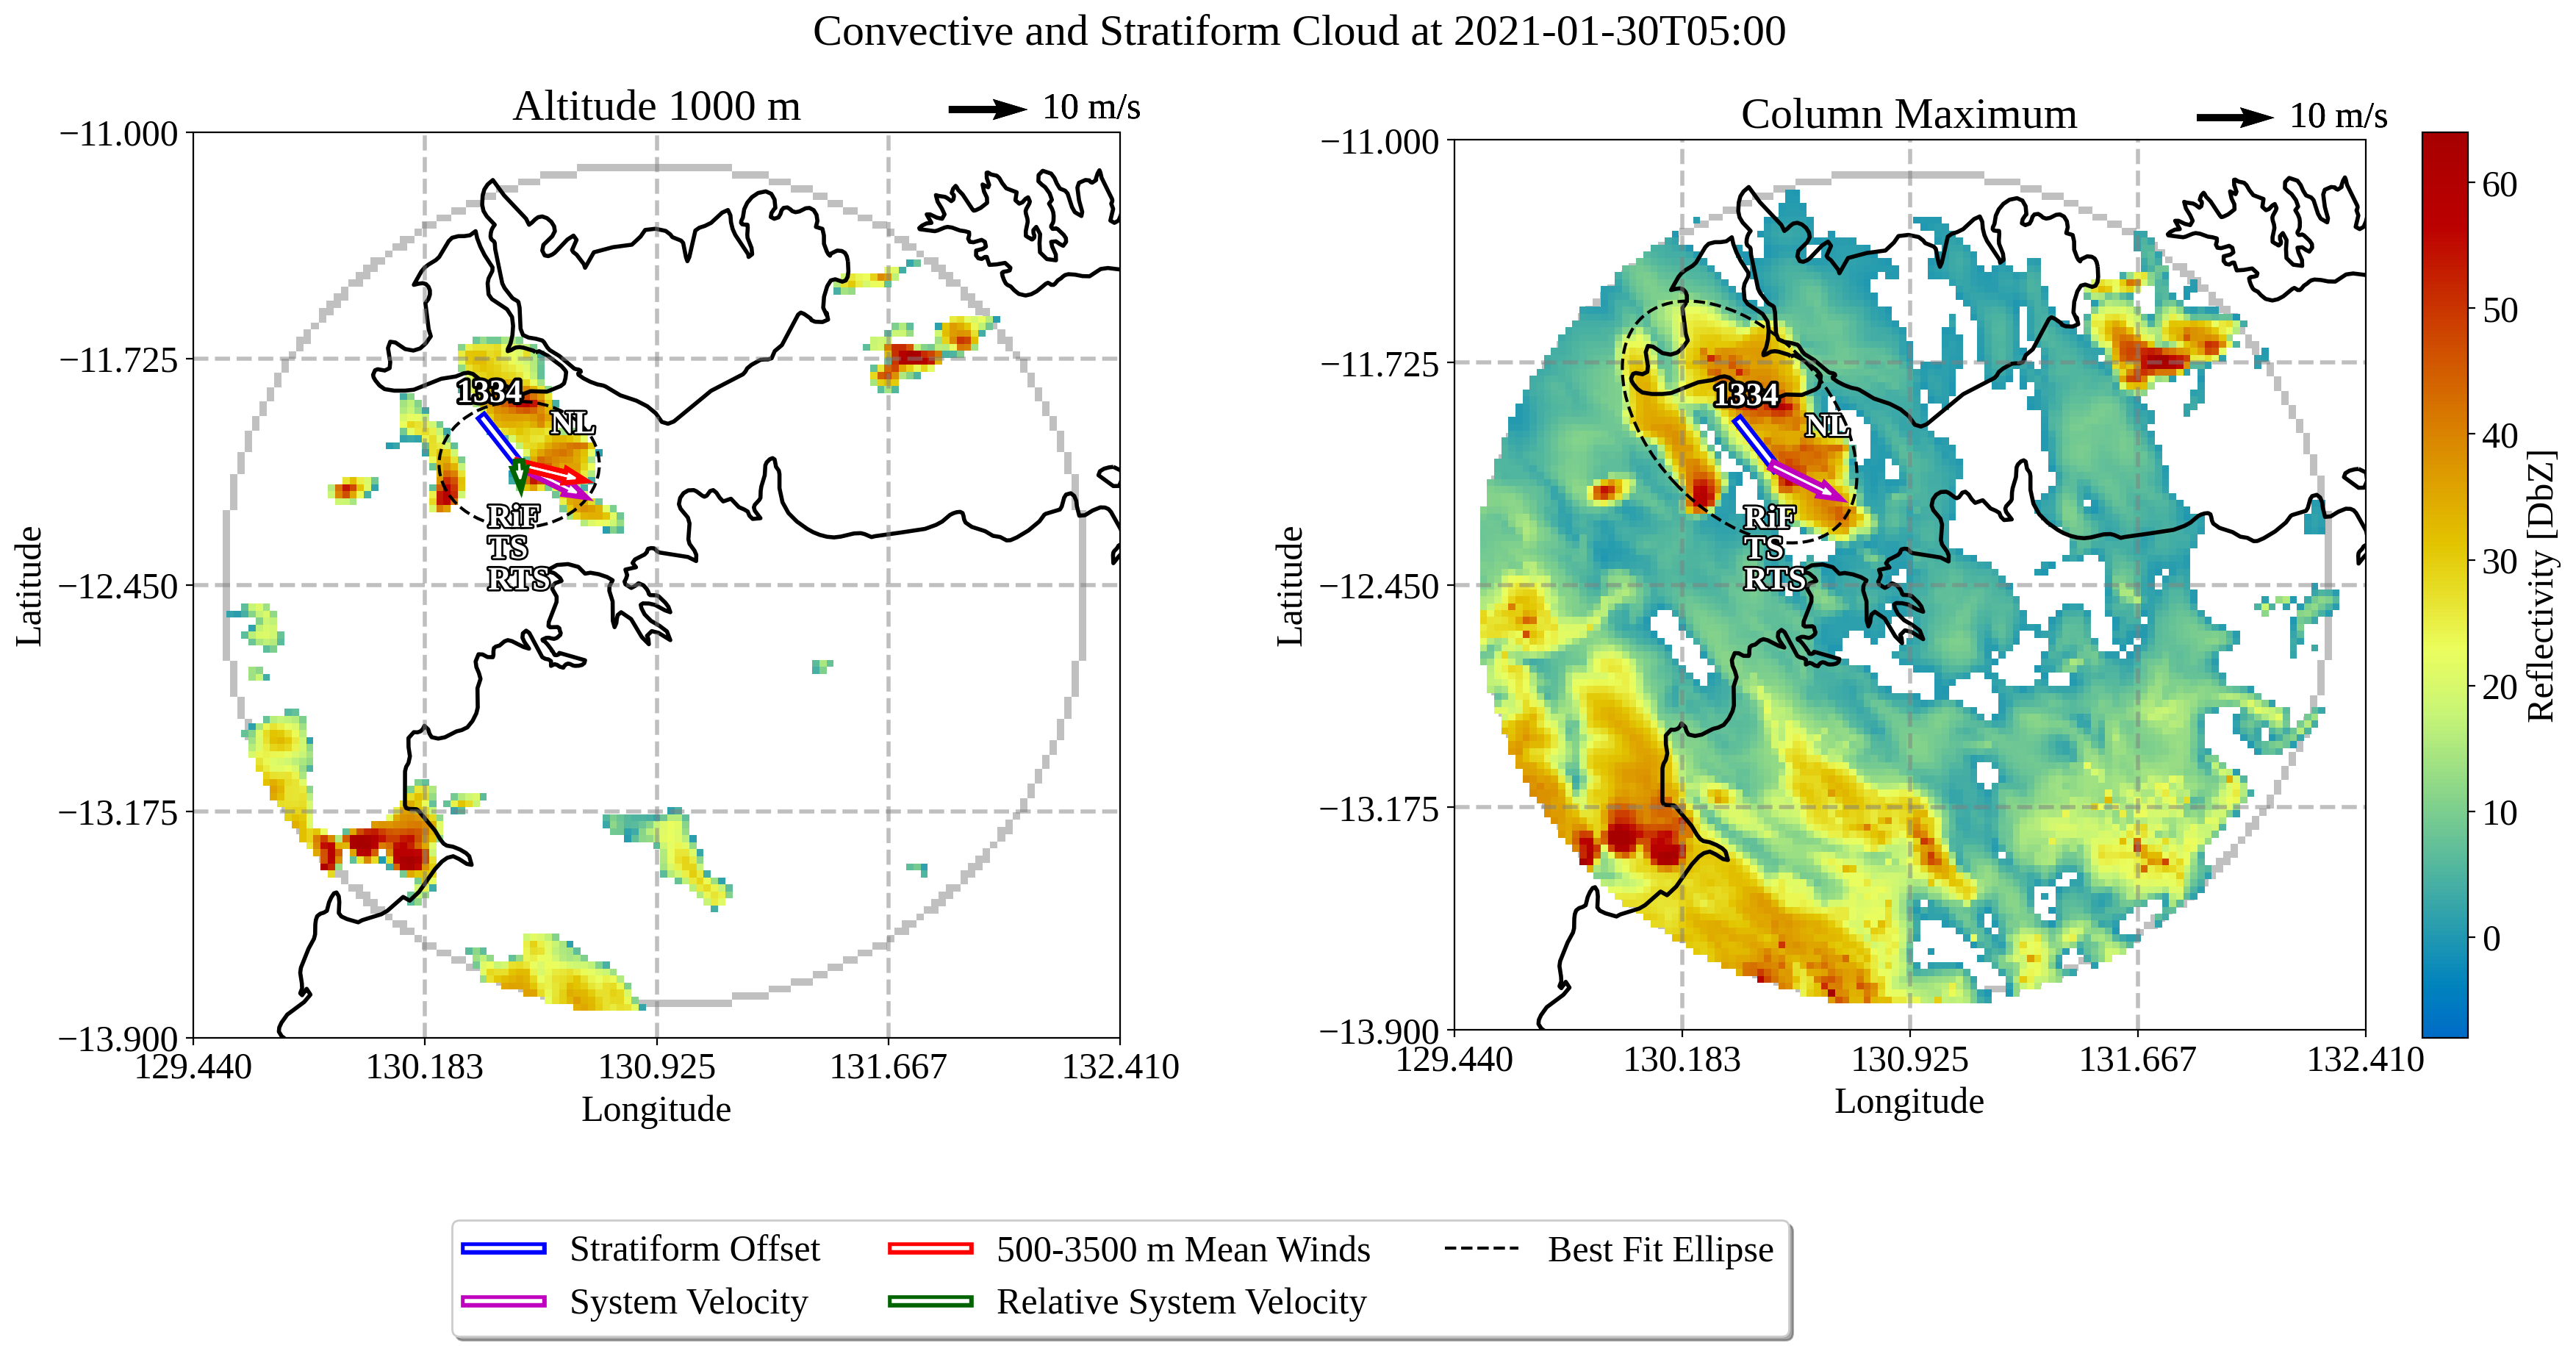 Convective and Stratiform Cloud at 2021-01-30T05:00
Altitude 1000 m
10 m/s
−11.000
−11.725
−12.450
−13.175
−13.900
129.440
130.183
130.925
131.667
132.410
Latitude
Longitude
1334
NL
RiF
TS
RTS
Column Maximum
10 m/s
−11.000
−11.725
−12.450
−13.175
−13.900
129.440
130.183
130.925
131.667
132.410
Latitude
Longitude
1334
NL
RiF
TS
RTS
60
50
40
30
20
10
0
Reflectivity [DbZ]
Stratiform Offset
System Velocity
500-3500 m Mean Winds
Relative System Velocity
Best Fit Ellipse